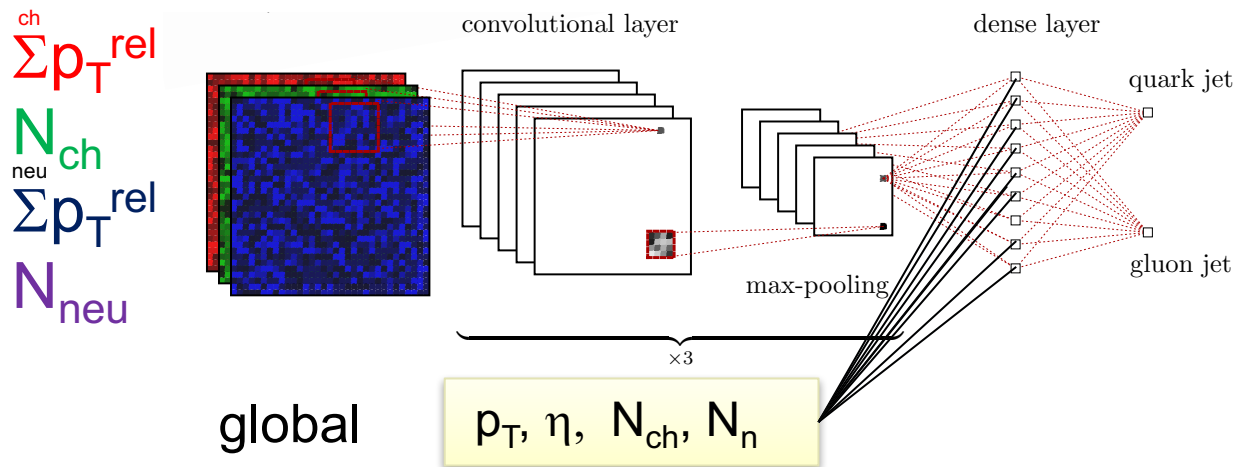 ch
Σp_T^rel
N_ch
neu
Σp_T^rel
N_neu
convolutional layer
dense layer
quark jet
gluon jet
max-pooling
×3
global
p_T, η, N_ch, N_n